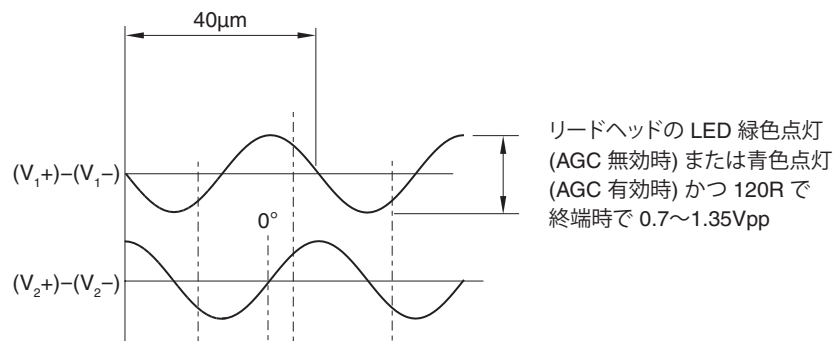 40µm
リードヘッドの LED 緑色点灯
(AGC 無効時) または青色点灯
(AGC 有効時) かつ 120R で
終端時で 0.7～1.35Vpp
(V₁+)−(V₁−)
0°
(V₂+)−(V₂−)